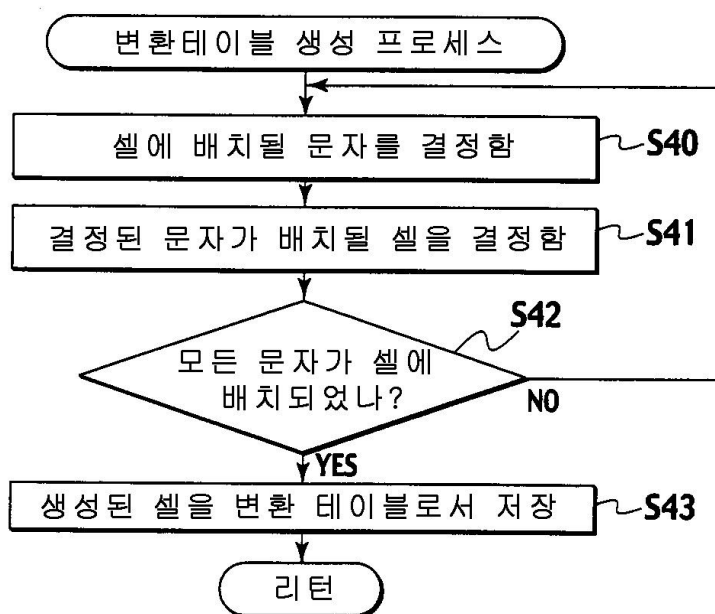 변환테이블 생성 프로세스
셀에 배치될 문자를 결정함
S40
결정된 문자가 배치될 셀을 결정함
S41
S42
모든 문자가 셀에
배치되었나?
NO
YES
생성된 셀을 변환 테이블로서 저장
S43
리턴